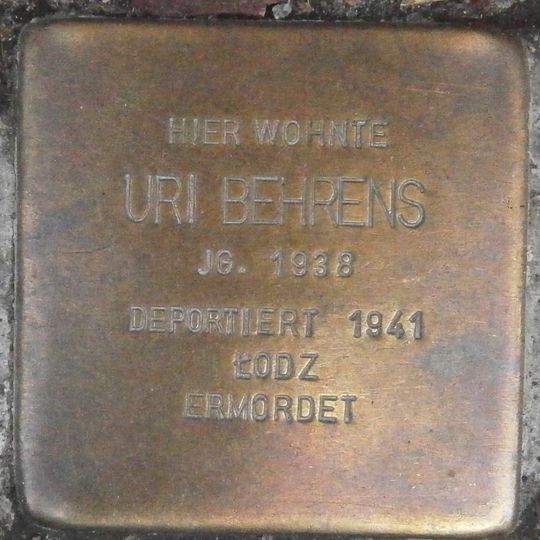 HIER WOHNTE
URI BEHRENS
JG. 1938
DEPORTIERT 1941
ŁODZ
ERMORDET